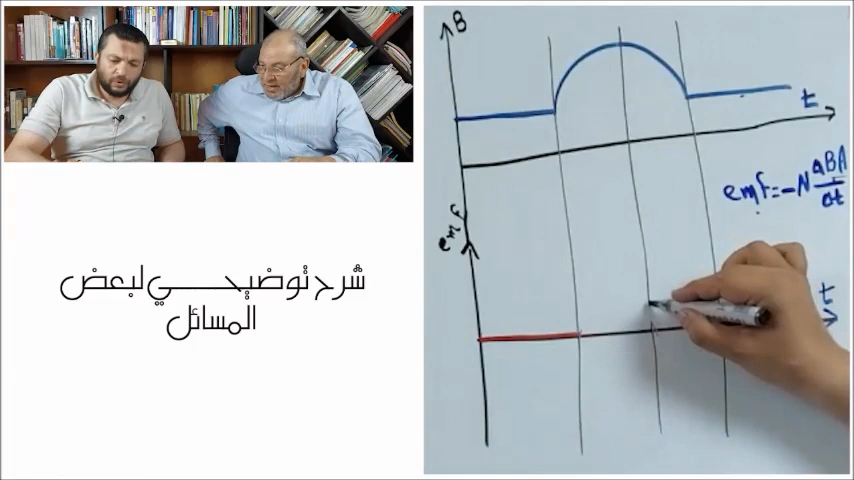 شرح توضيحي لبعض
المسائل
B
t
emf = -N ΔBA/Δt
emf
t